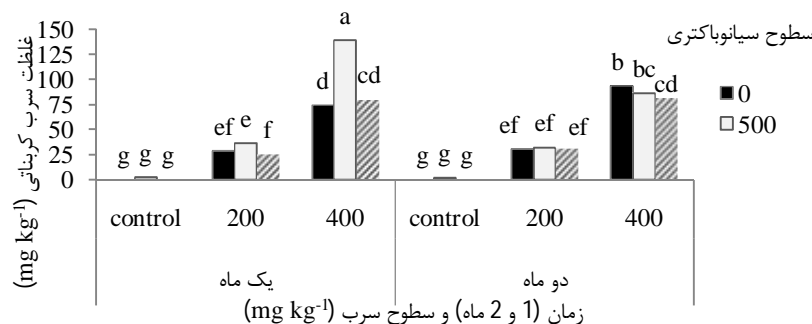 غلظت سرب کربناتی
(mg kg-1)
150
125
100
75
50
25
0
g g g
ef e f
d a cd
g g g
ef ef ef
b bc cd
control 200 400 control 200 400
یک ماه دو ماه
زمان (1 و 2 ماه) و سطوح سرب (mg kg-1)
سطوح سیانوباکتری
0
500